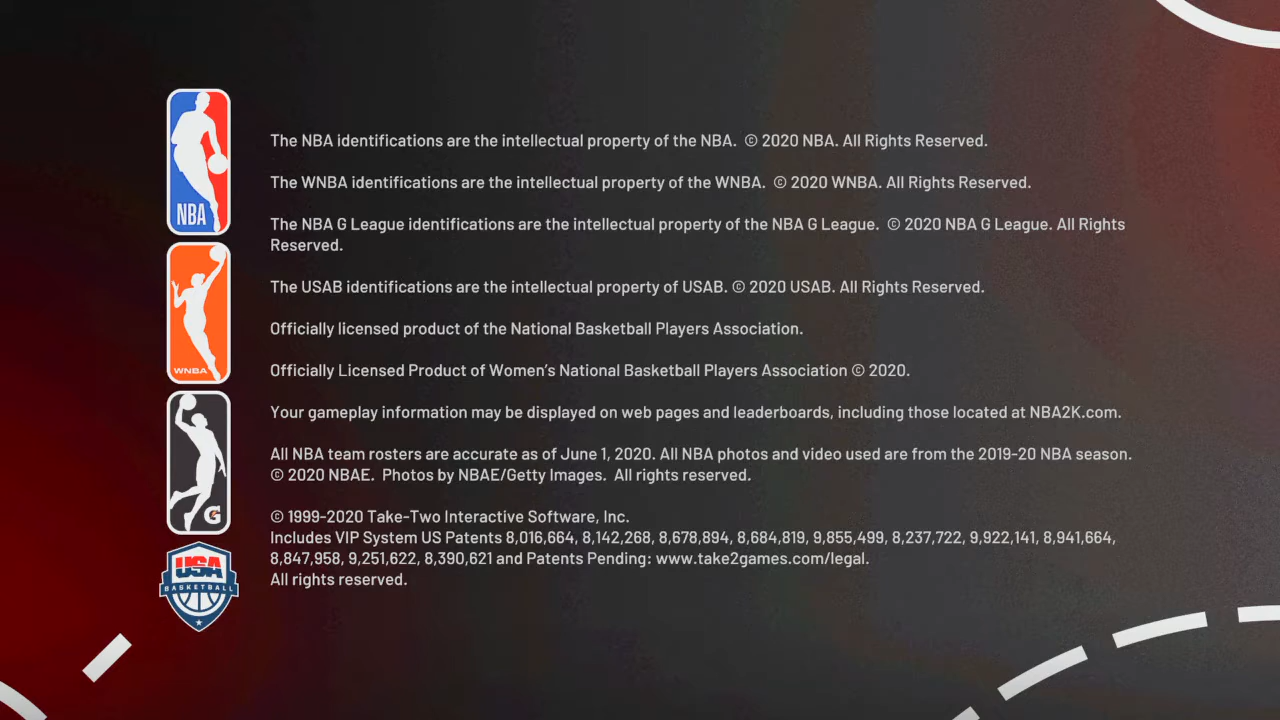 NBA
The NBA identifications are the intellectual property of the NBA.  © 2020 NBA. All Rights Reserved.
The WNBA identifications are the intellectual property of the WNBA.  © 2020 WNBA. All Rights Reserved.
The NBA G League identifications are the intellectual property of the NBA G League.  © 2020 NBA G League. All Rights
Reserved.
WNBA
The USAB identifications are the intellectual property of USAB. © 2020 USAB. All Rights Reserved.
Officially licensed product of the National Basketball Players Association.
Officially Licensed Product of Women’s National Basketball Players Association © 2020.
G
Your gameplay information may be displayed on web pages and leaderboards, including those located at NBA2K.com.
All NBA team rosters are accurate as of June 1, 2020. All NBA photos and video used are from the 2019-20 NBA season.
© 2020 NBAE.  Photos by NBAE/Getty Images.  All rights reserved.
© 1999-2020 Take-Two Interactive Software, Inc.
Includes VIP System US Patents 8,016,664, 8,142,268, 8,678,894, 8,684,819, 9,855,499, 8,237,722, 9,922,141, 8,941,664,
8,847,958, 9,251,622, 8,390,621 and Patents Pending: www.take2games.com/legal.
All rights reserved.
USA
BASKETBALL